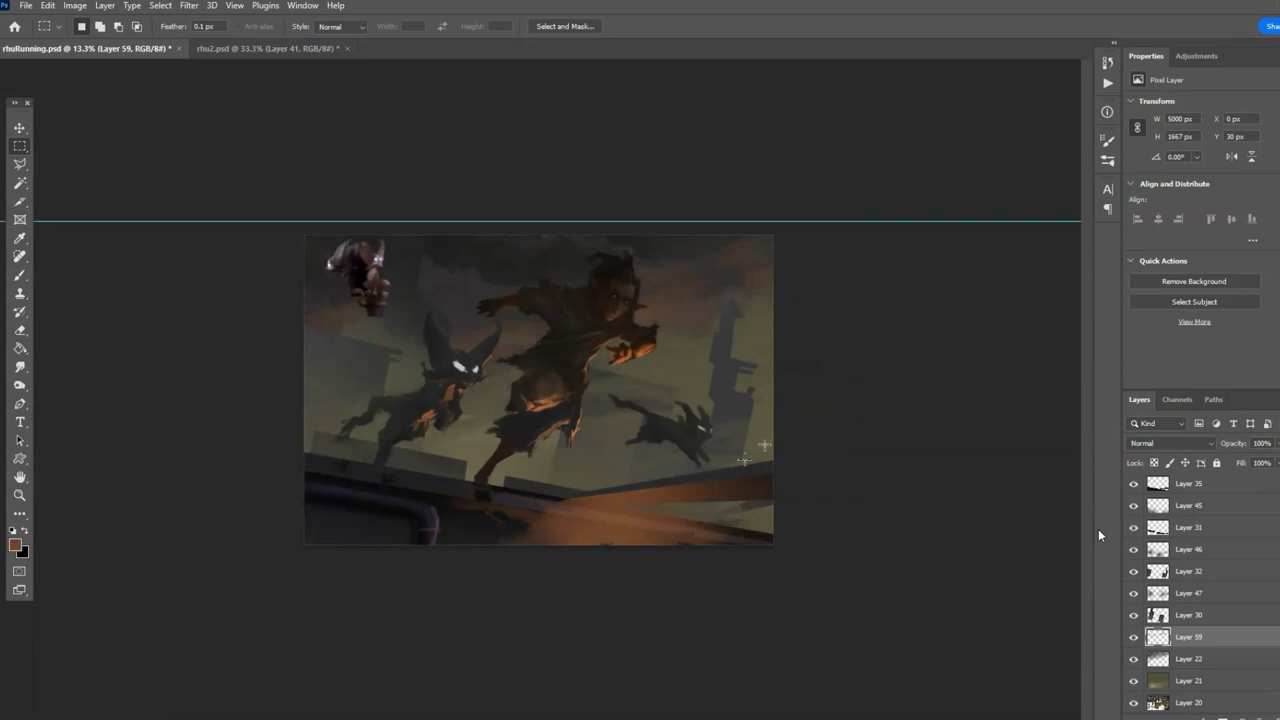 File Edit Image Layer Type Select Filter 3D View Plugins Window Help
Feather: 0.1 px Anti-alias Style: Normal Width: Height: Select and Mask...
rhuRunning.psd @ 13.3% (Layer 59, RGB/8#) * × rhu2.psd @ 33.3% (Layer 41, RGB/8#) * ×
Properties Adjustments
Pixel Layer
Transform
W 5000 px X 0 px
H 1667 px Y 30 px
0.00°
Align and Distribute
Align:
Quick Actions
Remove Background
Select Subject
View More
Layers Channels Paths
Kind
Normal Opacity: 100%
Lock: Fill: 100%
Layer 35
Layer 45
Layer 31
Layer 46
Layer 32
Layer 47
Layer 30
Layer 59
Layer 22
Layer 21
Layer 20